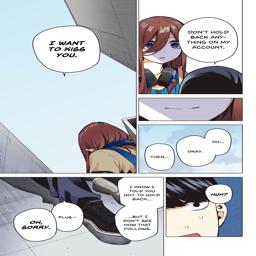 I WANT
TO KISS
YOU.
DON'T HOLD
BACK ANY-
THING ON MY
ACCOUNT.
UH...
OKAY.
THEN...
HUH?
I KNOW I
TOLD YOU
NOT TO HOLD
BACK...
PLUS--
OH,
SORRY.
...BUT I
DON'T SEE
HOW THAT
FOLLOWS.